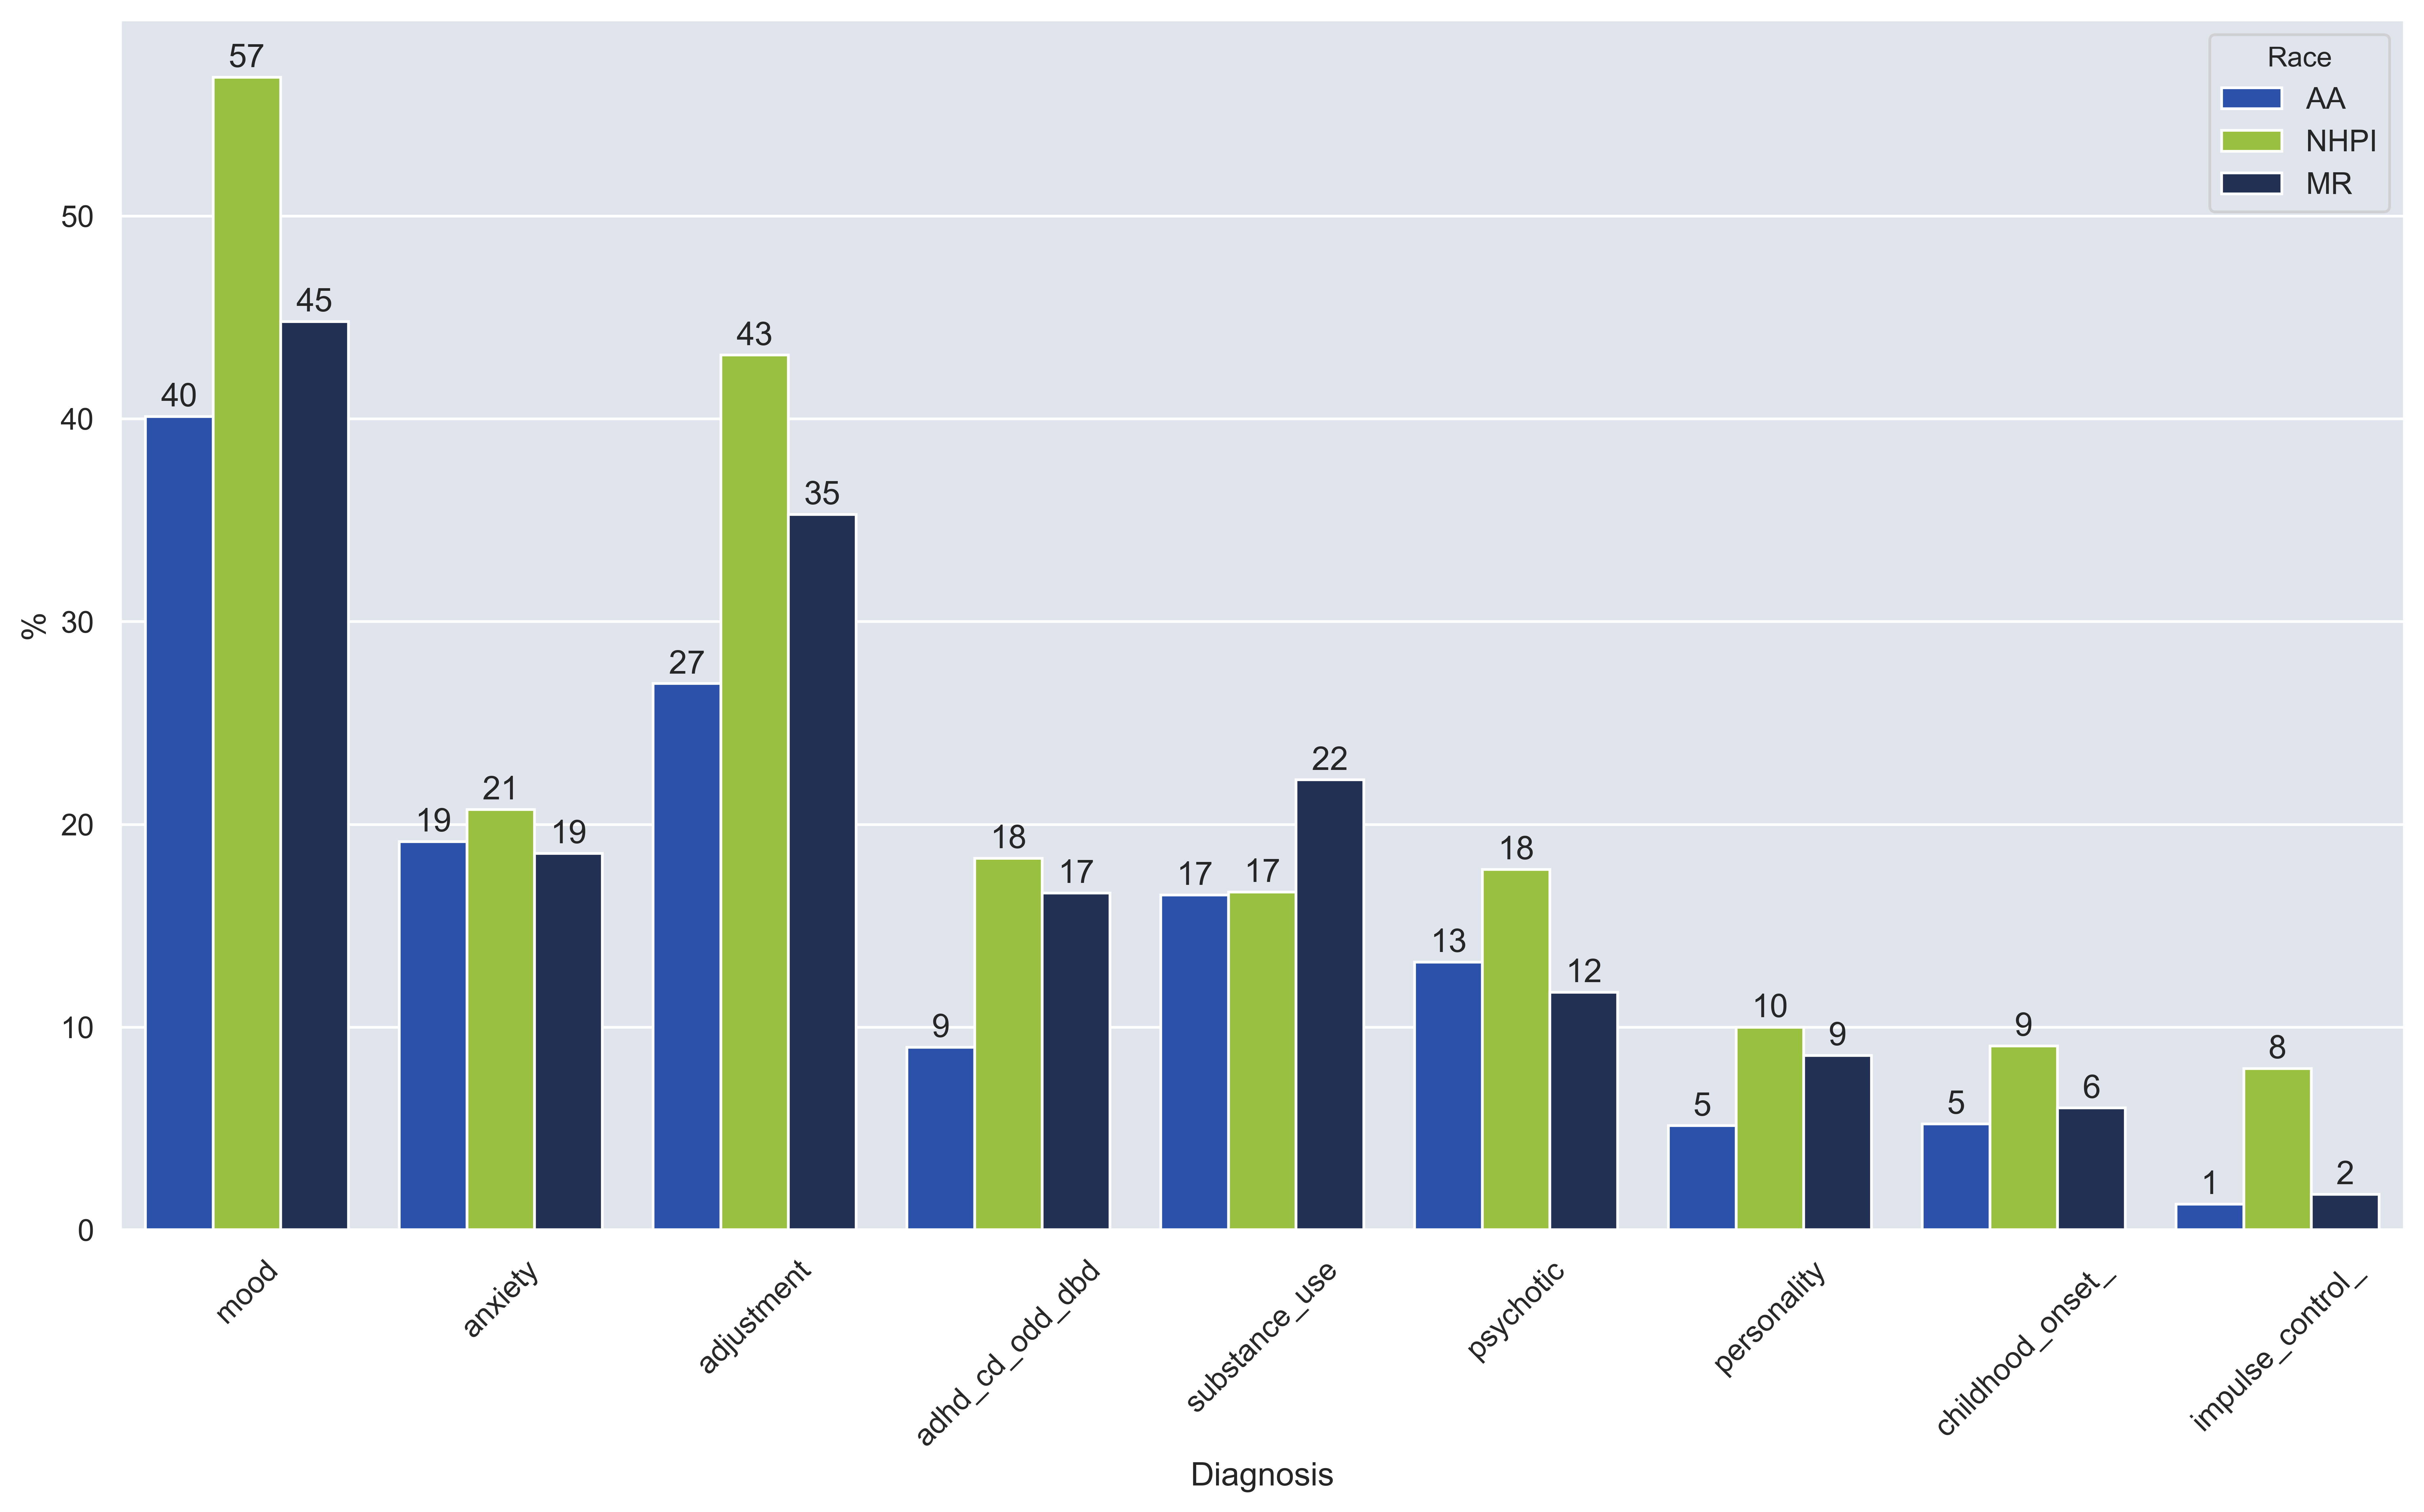 Race
AA
NHPI
MR
%
50
40
30
20
10
0
40
57
45
19
21
19
27
43
35
9
18
17
17
17
22
13
18
12
5
10
9
5
9
6
1
8
2
mood
anxiety
adjustment
adhd_cd_odd_dbd
substance_use
psychotic
personality
childhood_onset_
impulse_control_
Diagnosis